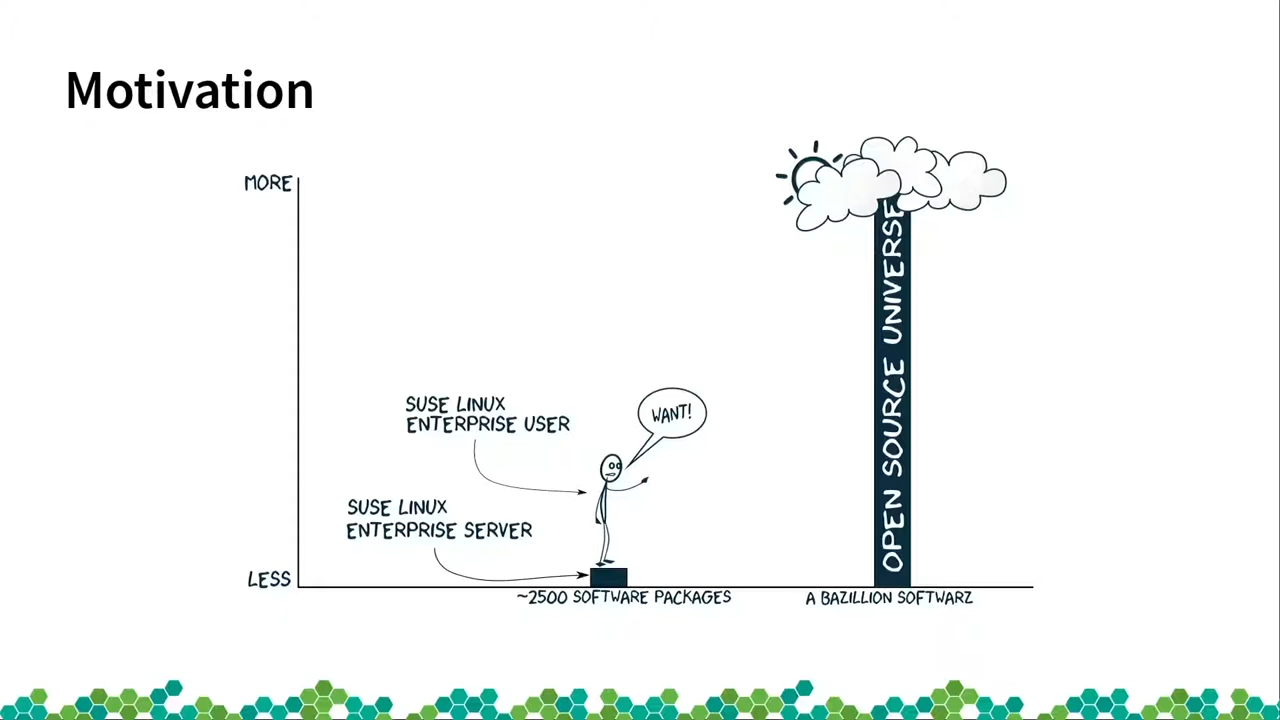 Motivation
MORE
SUSE LINUX
ENTERPRISE USER
WANT!
SUSE LINUX
ENTERPRISE SERVER
LESS
~2500 SOFTWARE PACKAGES
OPEN SOURCE UNIVERSE
A BAZILLION SOFTWARZ